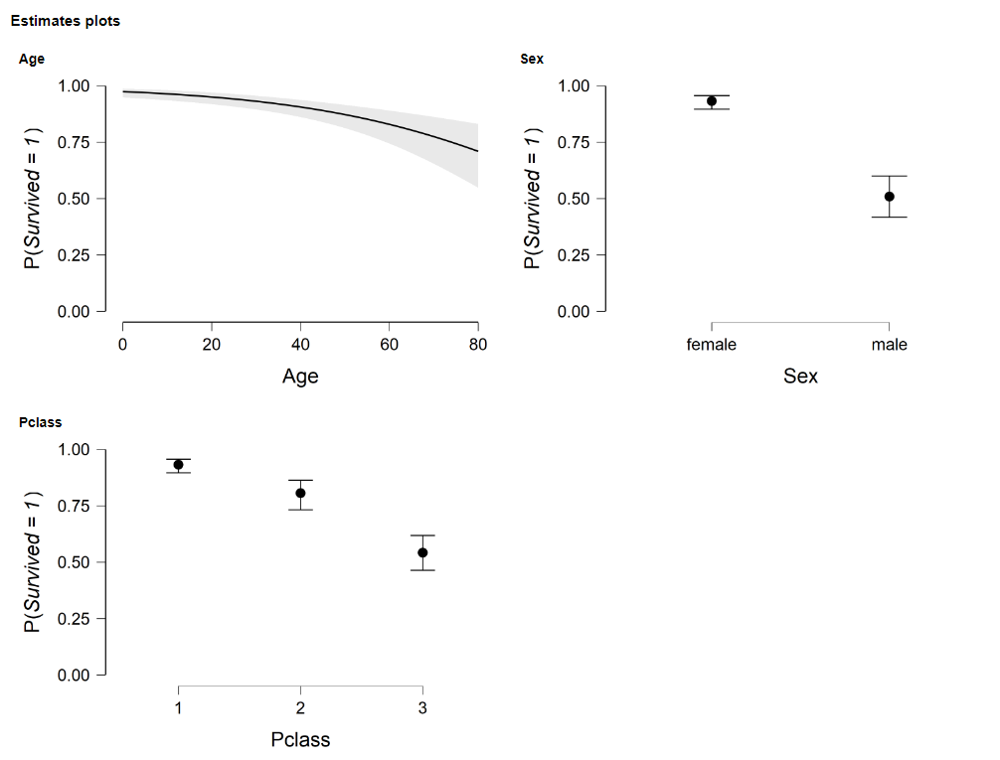 Estimates plots
Age
1.00
0.75
0.50
0.25
0.00
P(Survived = 1)
0 20 40 60 80
Age
Sex
1.00
0.75
0.50
0.25
0.00
P(Survived = 1)
female male
Sex
Pclass
1.00
0.75
0.50
0.25
0.00
P(Survived = 1)
1 2 3
Pclass